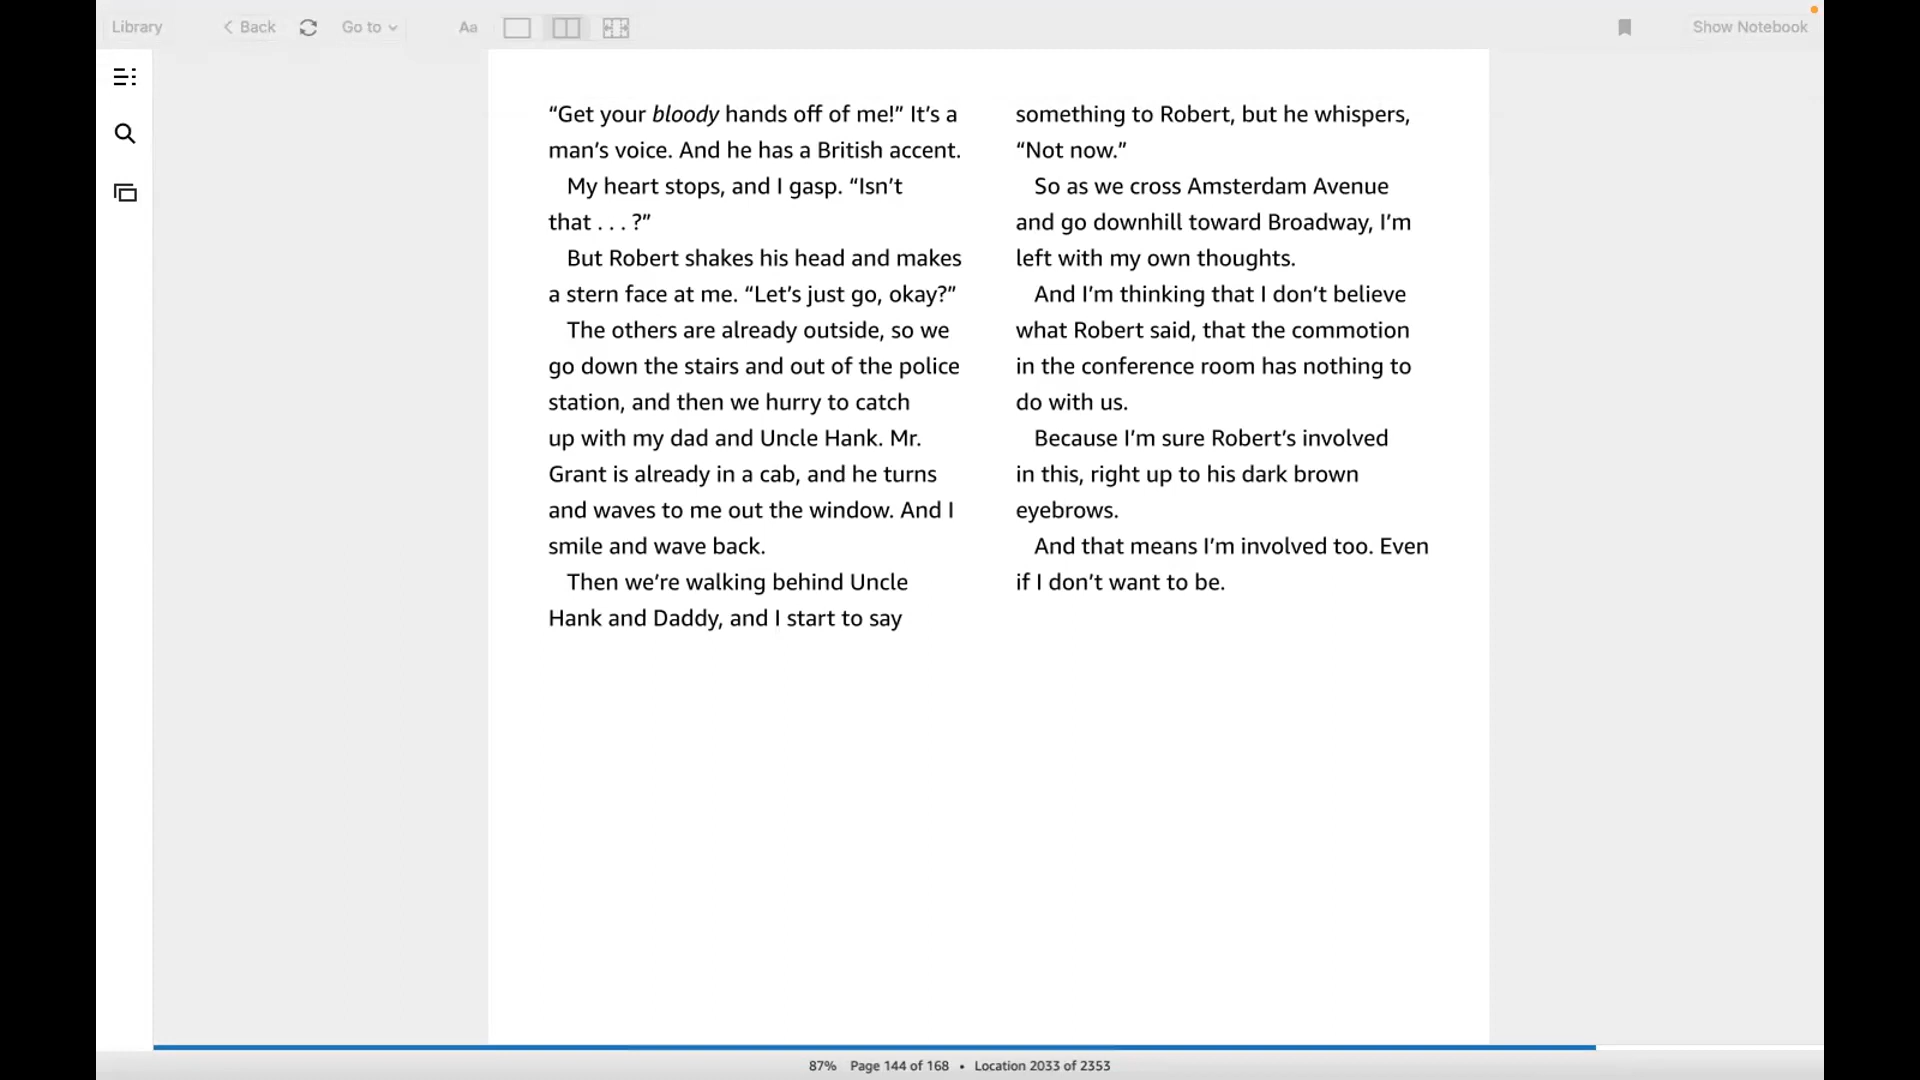 Library
Back
Go to
Aa
Show Notebook
“Get your bloody hands off of me!” It’s a
man’s voice. And he has a British accent.
My heart stops, and I gasp. “Isn’t
that . . . ?”
But Robert shakes his head and makes
a stern face at me. “Let’s just go, okay?”
The others are already outside, so we
go down the stairs and out of the police
station, and then we hurry to catch
up with my dad and Uncle Hank. Mr.
Grant is already in a cab, and he turns
and waves to me out the window. And I
smile and wave back.
Then we’re walking behind Uncle
Hank and Daddy, and I start to say
something to Robert, but he whispers,
“Not now.”
So as we cross Amsterdam Avenue
and go downhill toward Broadway, I’m
left with my own thoughts.
And I’m thinking that I don’t believe
what Robert said, that the commotion
in the conference room has nothing to
do with us.
Because I’m sure Robert’s involved
in this, right up to his dark brown
eyebrows.
And that means I’m involved too. Even
if I don’t want to be.
87% Page 144 of 168 • Location 2033 of 2353